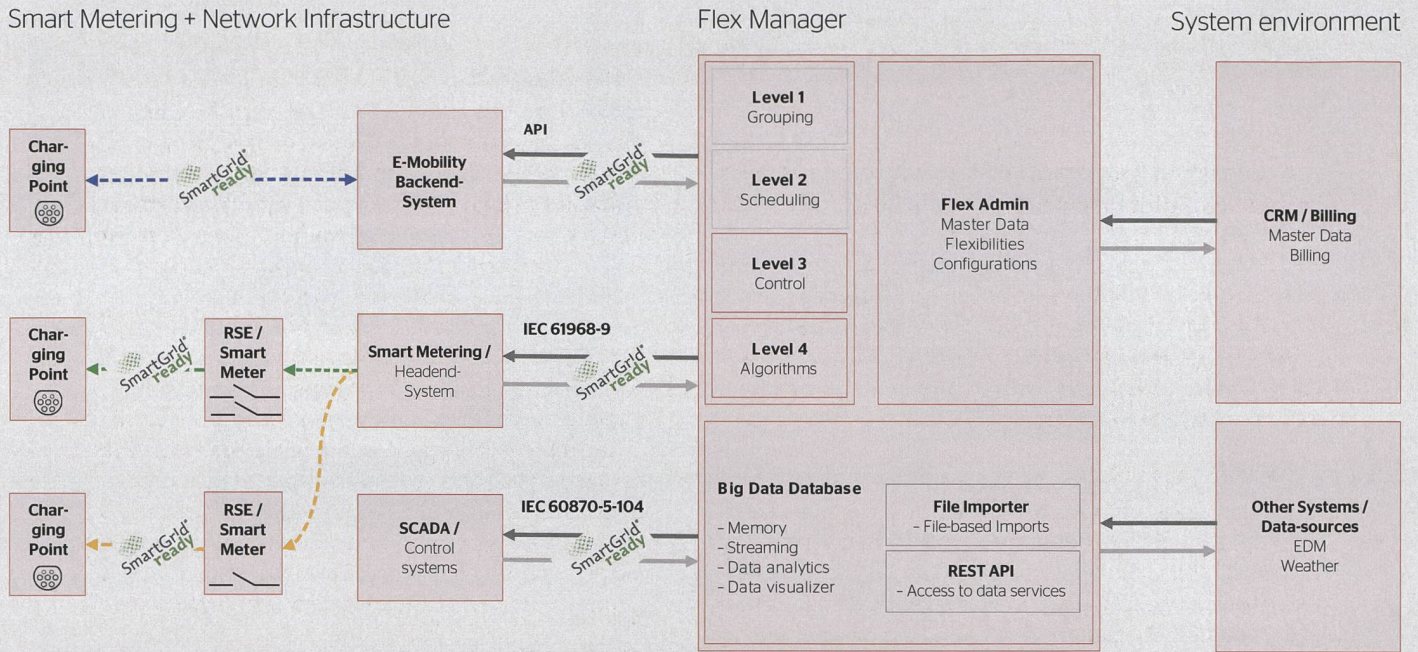 Smart Metering + Network Infrastructure
Flex Manager
System environment
Char-
ging
Point
SmartGrid®
ready
E-Mobility
Backend-
System
API
SmartGrid®
ready
Level 1
Grouping
Level 2
Scheduling
Level 3
Control
Level 4
Algorithms
Flex Admin
Master Data
Flexibilities
Configurations
CRM / Billing
Master Data
Billing
Char-
ging
Point
SmartGrid®
ready
RSE /
Smart
Meter
Smart Metering /
Headend-
System
IEC 61968-9
SmartGrid®
ready
Char-
ging
Point
SmartGrid®
ready
RSE /
Smart
Meter
SCADA /
Control
systems
IEC 60870-5-104
SmartGrid®
ready
Big Data Database
– Memory
– Streaming
– Data analytics
– Data visualizer
File Importer
– File-based Imports
REST API
– Access to data services
Other Systems /
Data-sources
EDM
Weather